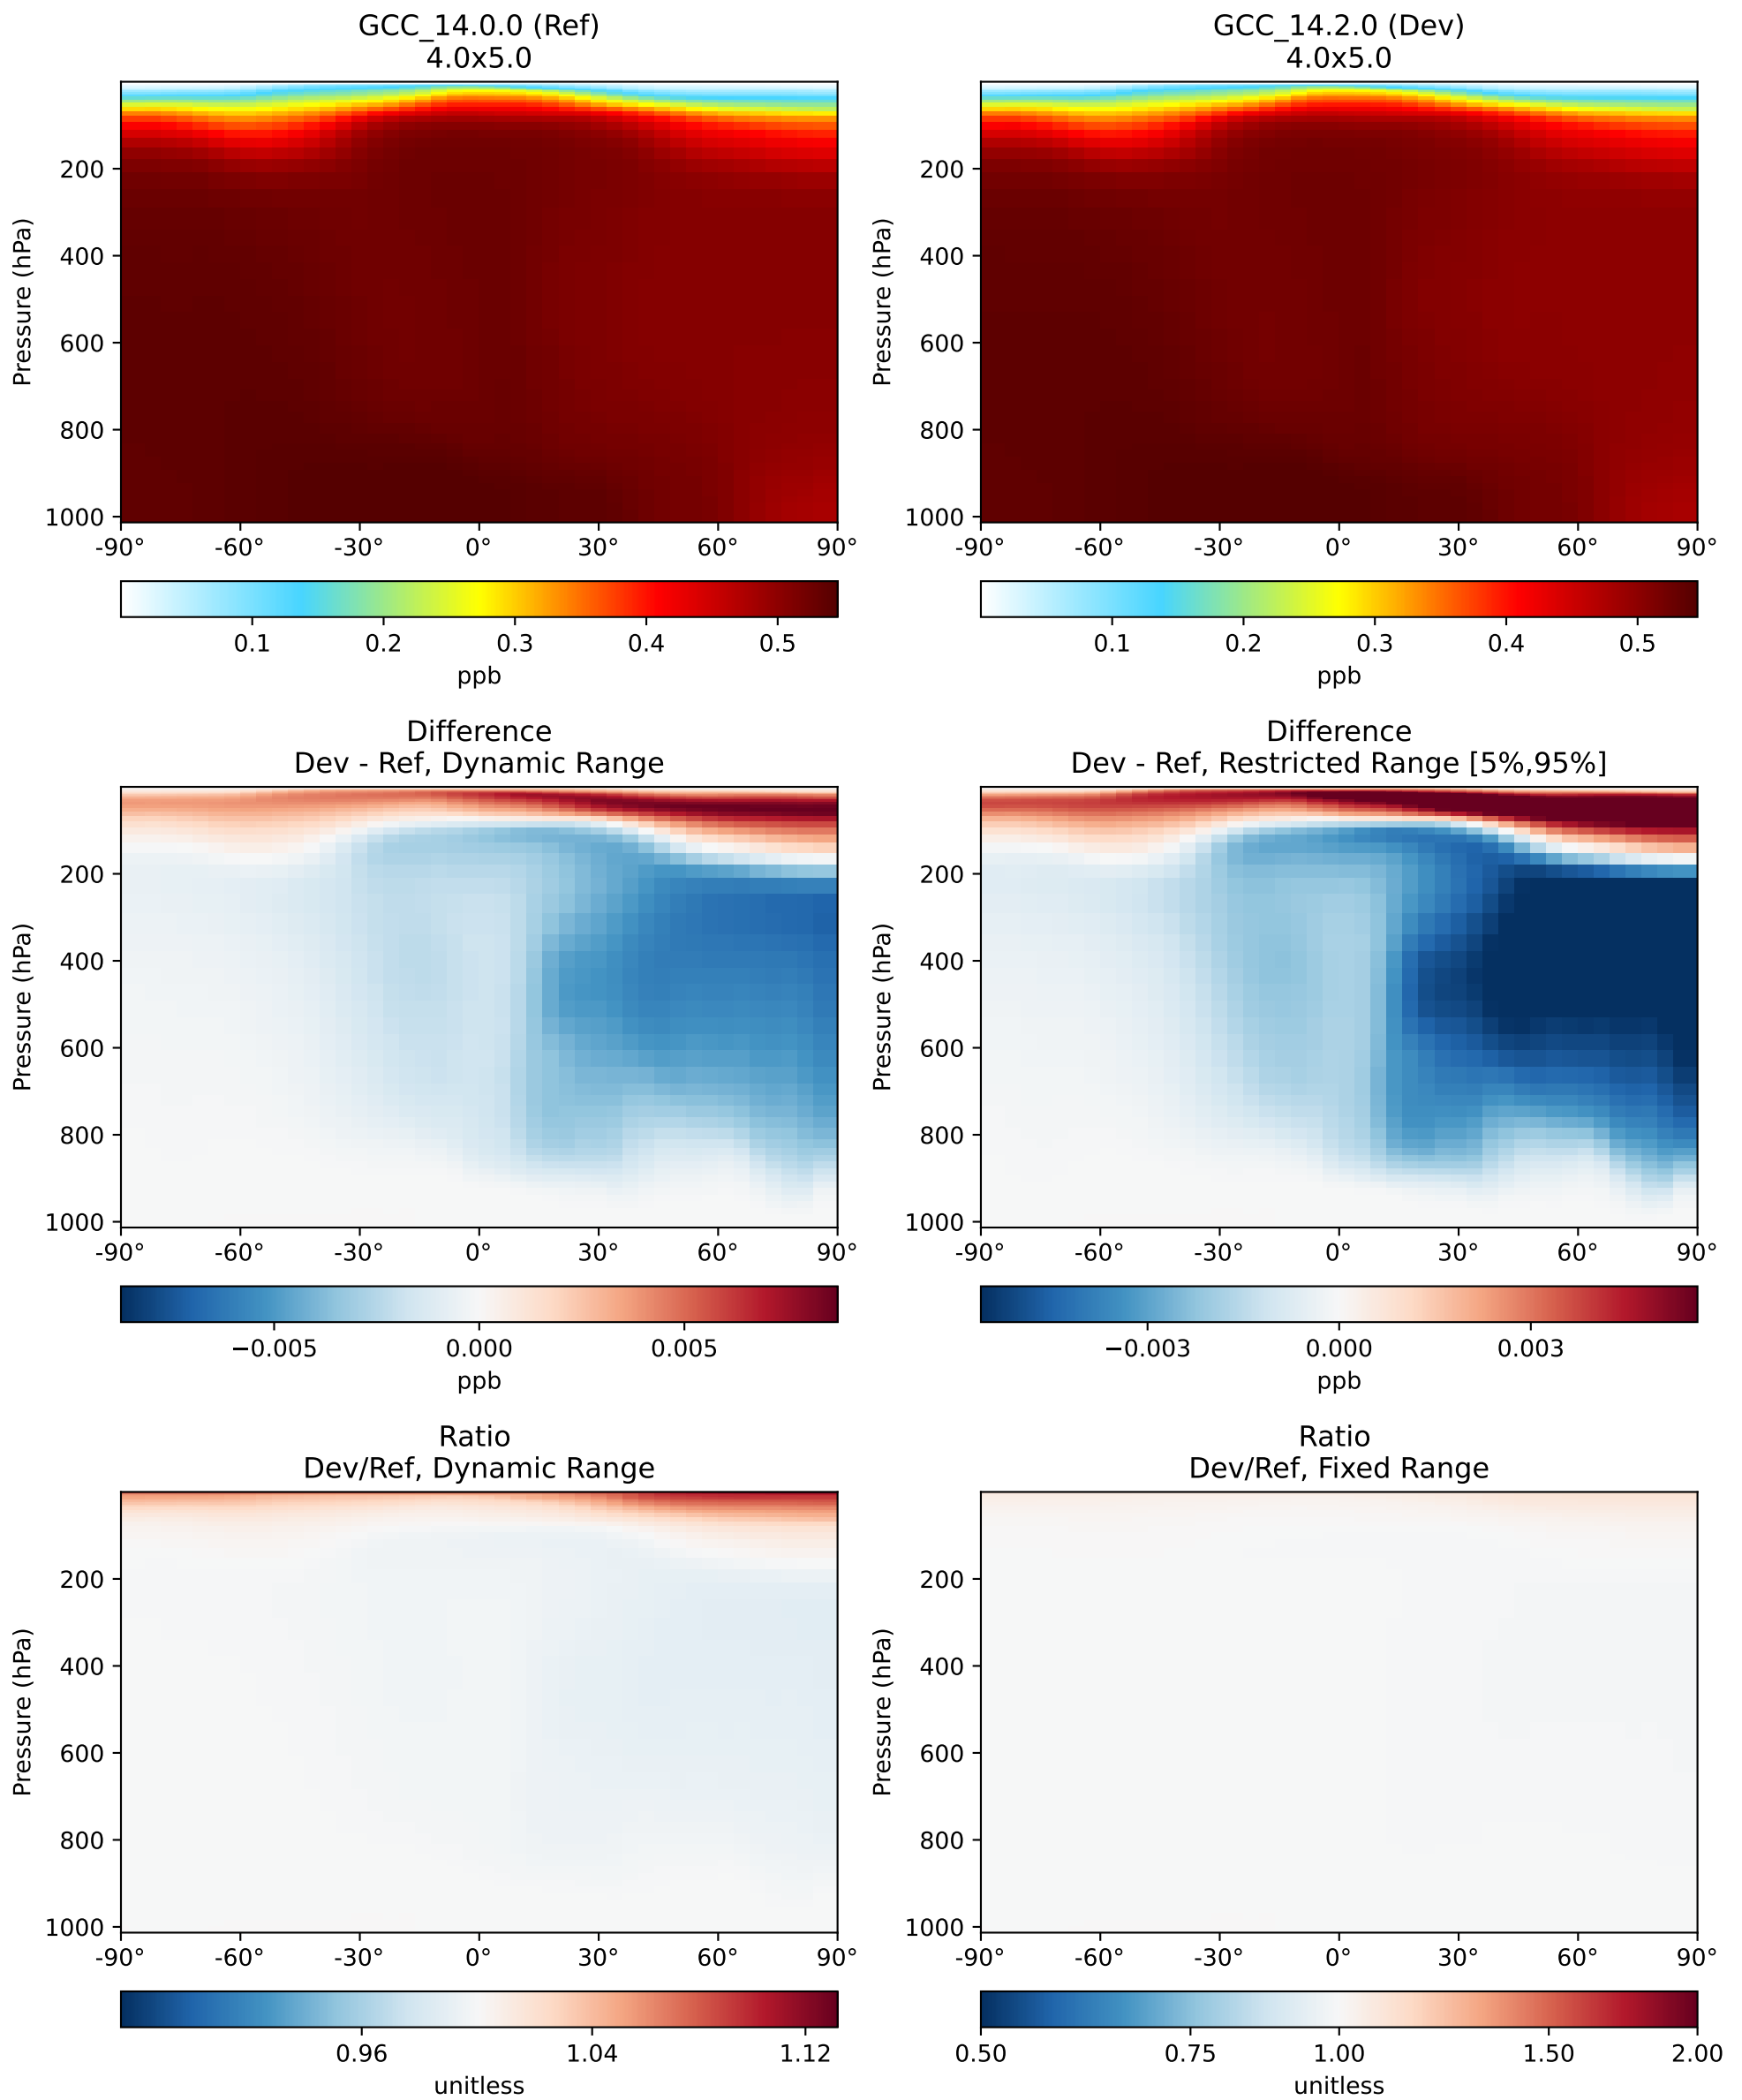 GCC_14.0.0 (Ref)
4.0x5.0
GCC_14.2.0 (Dev)
4.0x5.0
Pressure (hPa)
200
400
600
800
1000
-90° -60° -30° 0° 30° 60° 90°
0.1 0.2 0.3 0.4 0.5
ppb
Pressure (hPa)
200
400
600
800
1000
-90° -60° -30° 0° 30° 60° 90°
0.1 0.2 0.3 0.4 0.5
ppb
Difference
Dev - Ref, Dynamic Range
Pressure (hPa)
200
400
600
800
1000
-90° -60° -30° 0° 30° 60° 90°
−0.005 0.000 0.005
ppb
Difference
Dev - Ref, Restricted Range [5%,95%]
Pressure (hPa)
200
400
600
800
1000
-90° -60° -30° 0° 30° 60° 90°
−0.003 0.000 0.003
ppb
Ratio
Dev/Ref, Dynamic Range
Pressure (hPa)
200
400
600
800
1000
-90° -60° -30° 0° 30° 60° 90°
0.96 1.04 1.12
unitless
Ratio
Dev/Ref, Fixed Range
Pressure (hPa)
200
400
600
800
1000
-90° -60° -30° 0° 30° 60° 90°
0.50 0.75 1.00 1.50 2.00
unitless